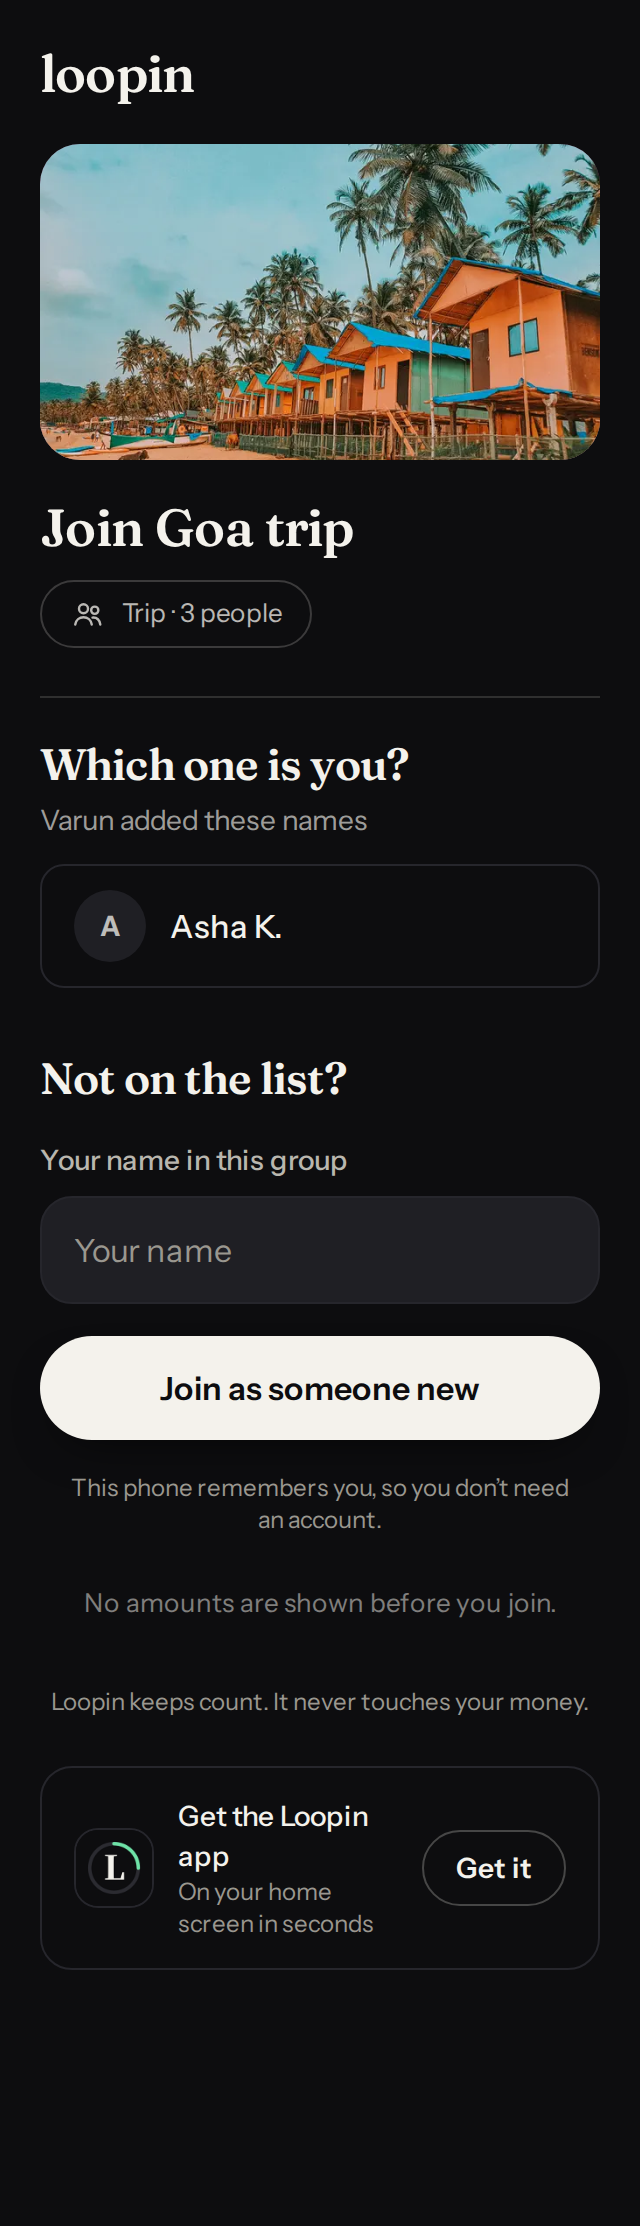 loopin
Join Goa trip
Trip · 3 people
Which one is you?
Varun added these names
A
Asha K.
Not on the list?
Your name in this group
Your name
Join as someone new
This phone remembers you, so you don’t need
an account.
No amounts are shown before you join.
Loopin keeps count. It never touches your money.
L
Get the Loopin
app
On your home
screen in seconds
Get it